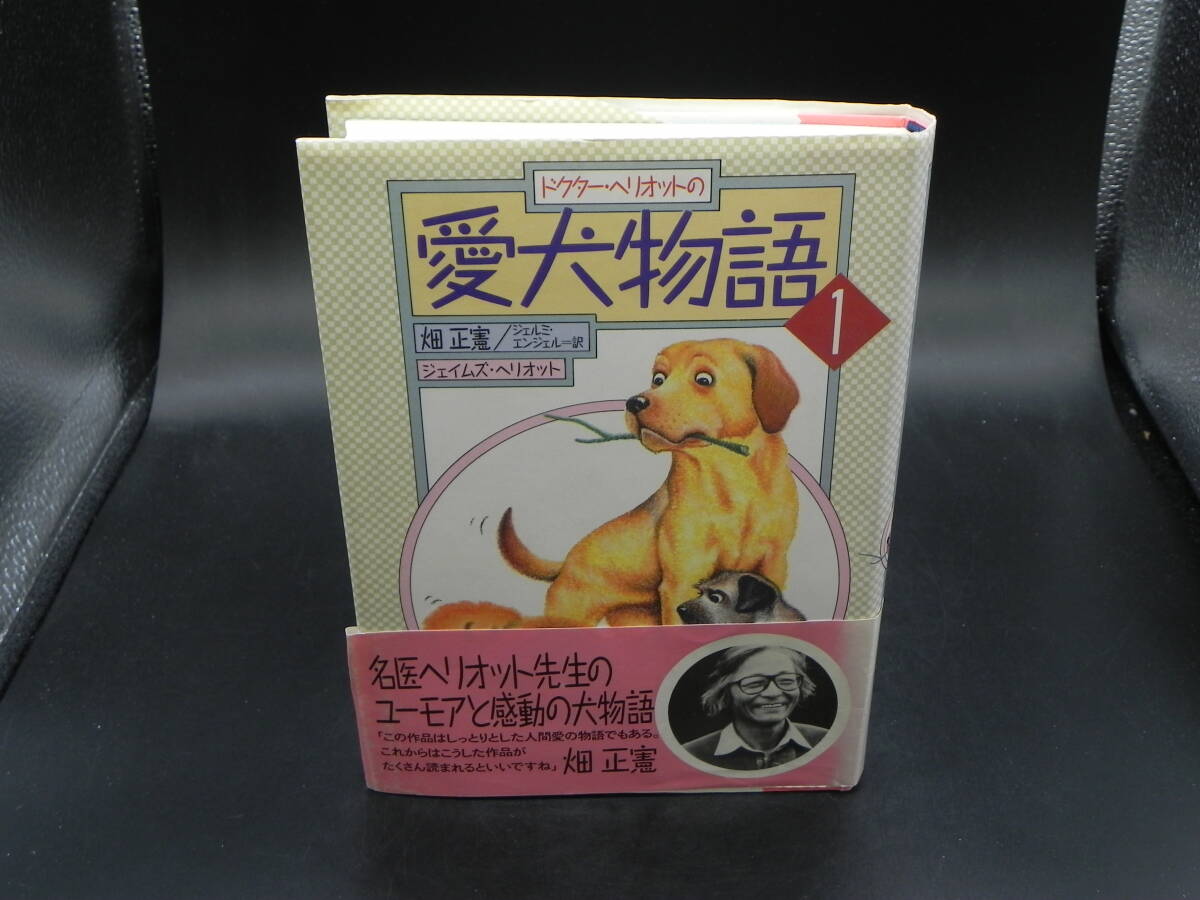 ドクター・ヘリオットの
愛犬物語
1
畑正憲/ジェルミ・
エンジェル=訳
ジェイムズ・ヘリオット
名医ヘリオット先生の
ユーモアと感動の犬物語
「この作品はしっとりとした人間愛の物語でもある。
これからはこうした作品が
たくさん読まれるといいですね」畑 正憲